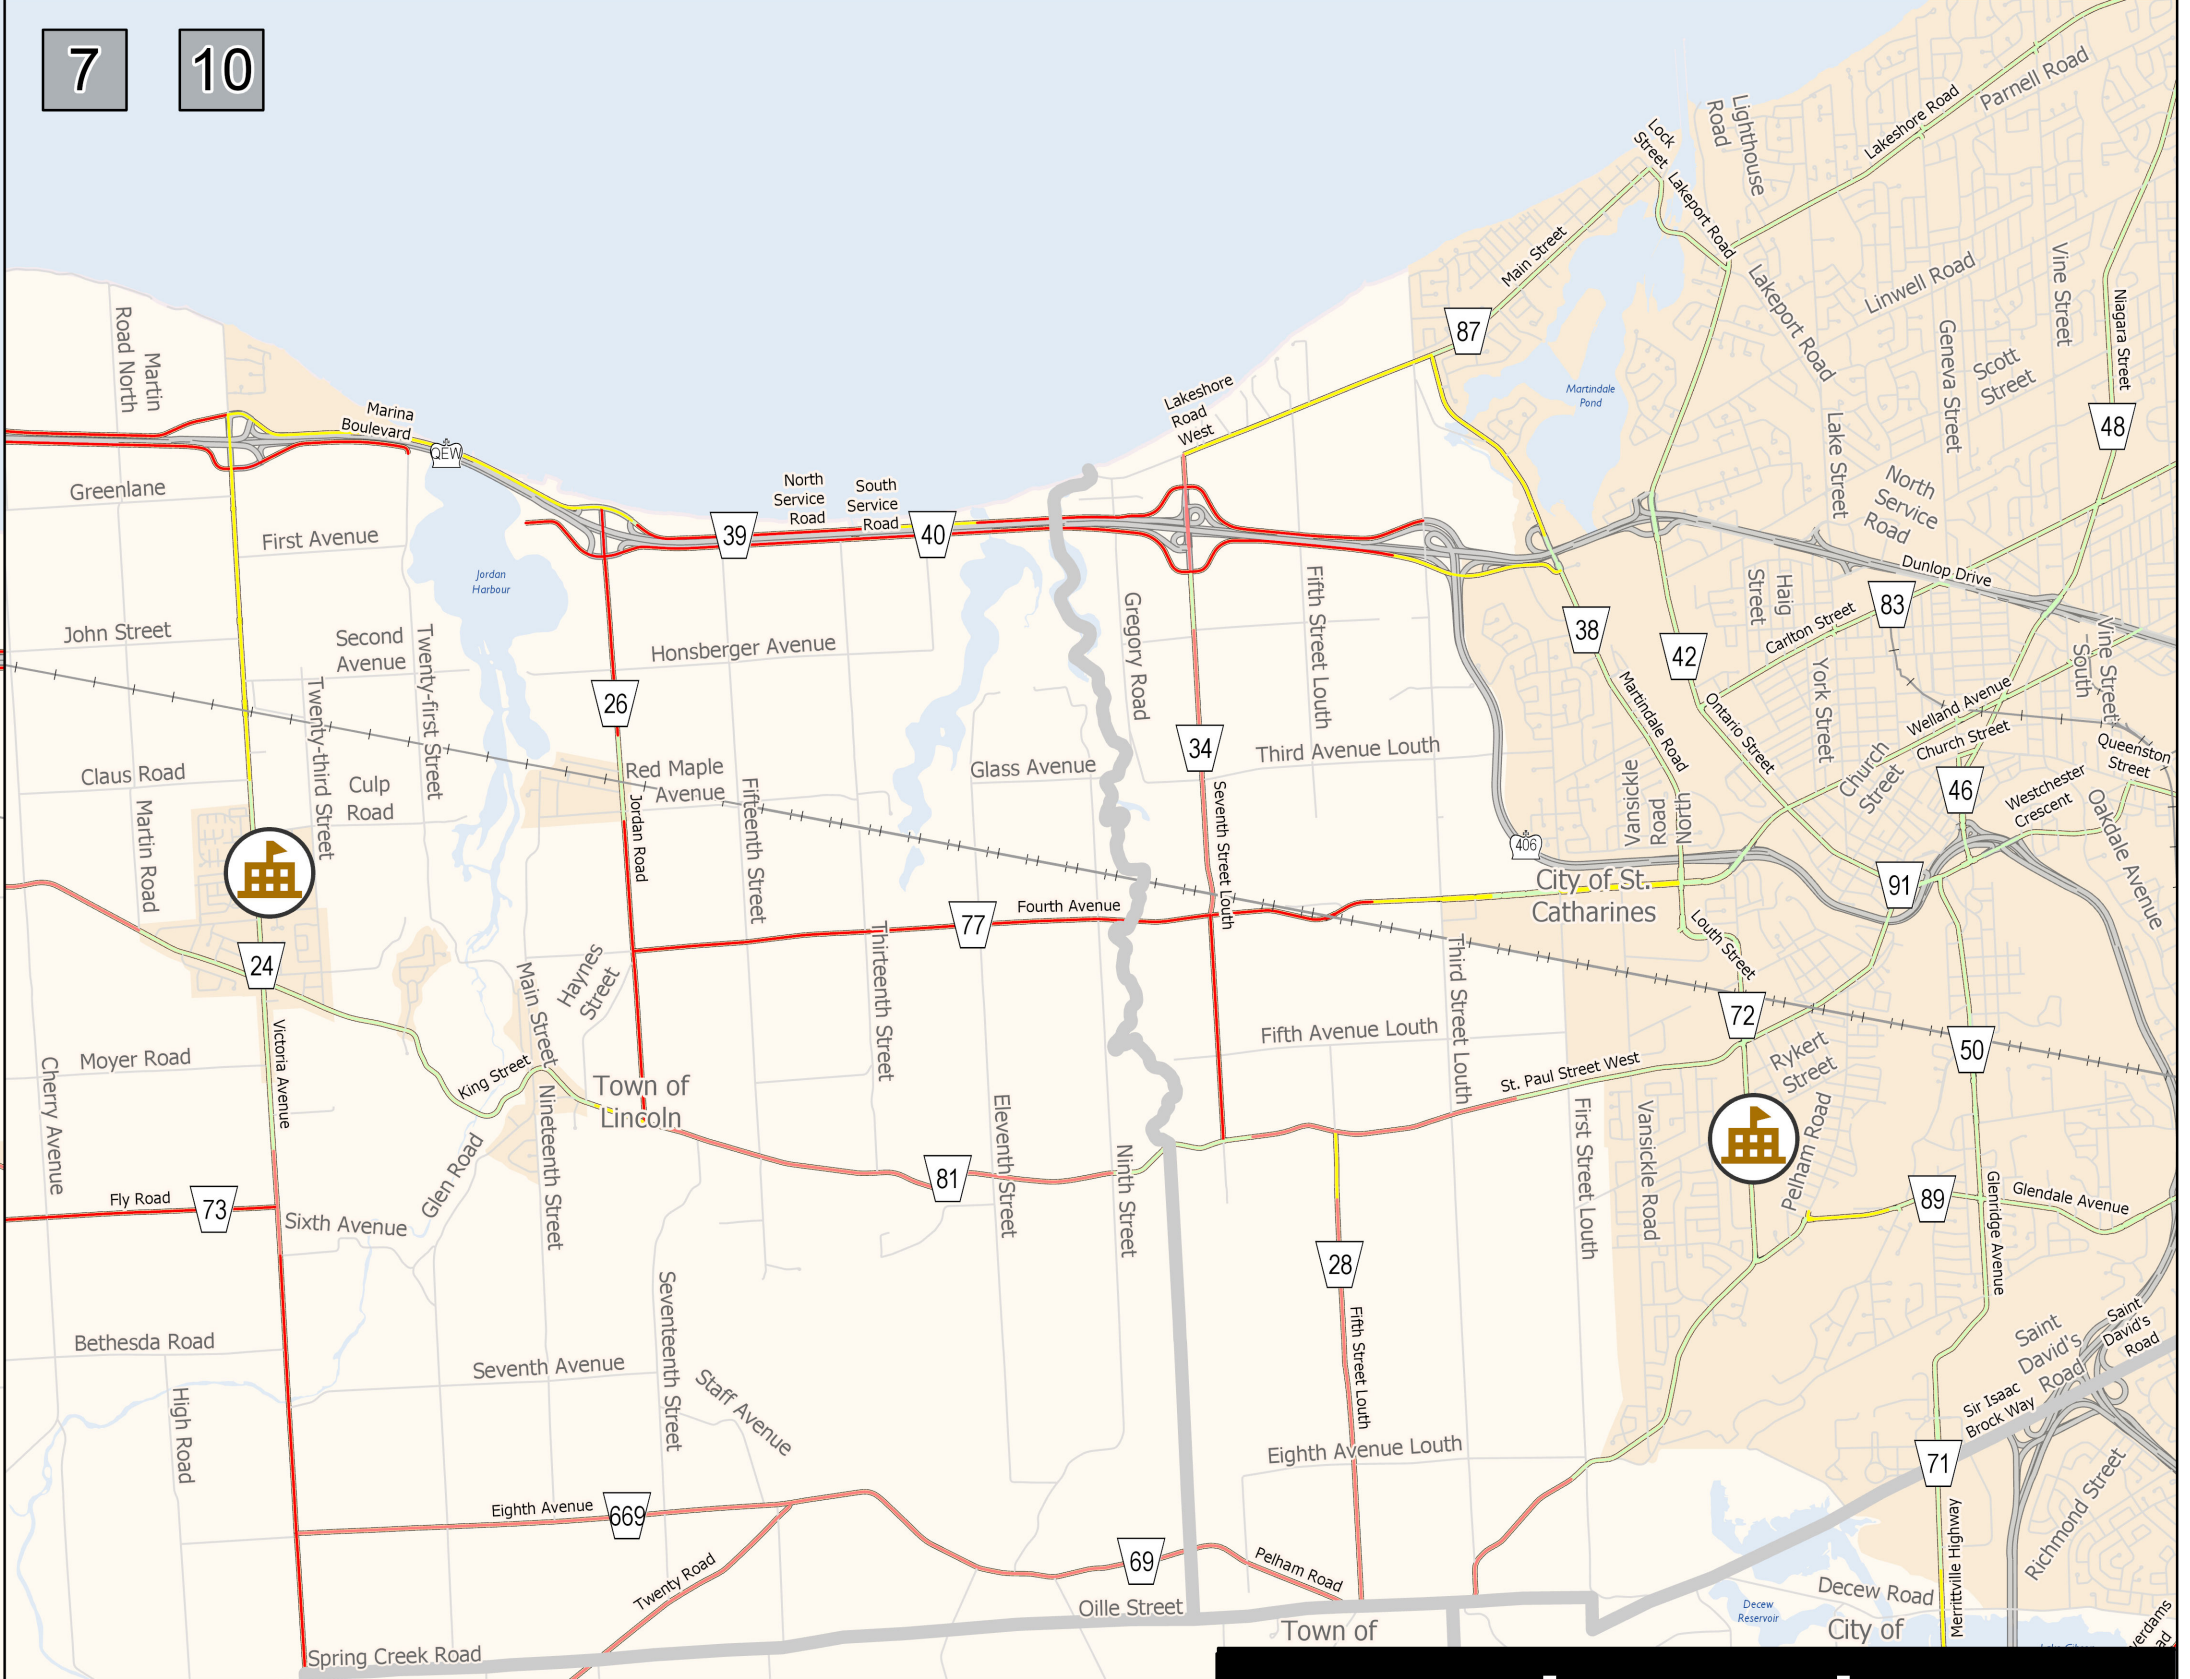 7
10
Lighthouse
Road
Lakeshore Road
Parnell Road
Lock
Street
Lakeport Road
Main Street
Lakeport Road
Linwell Road
Vine Street
Niagara Street
Geneva Street
Scott
Street
Martin
Road North
87
Martindale
Pond
Lakeshore
Road
West
Marina
Boulevard
QEW
Lake Street
48
Greenlane
First Avenue
North
Service
Road
South
Service
Road
39
40
North
Service
Road
Dunlop Drive
Jordan
Harbour
Haig
Street
83
Carlton Street
Gregory Road
Fifth Street Louth
38
42
John Street
Second
Avenue
Twenty-first Street
Honsberger Avenue
Vine Street
South
York Street
26
Twenty-third Street
Martindale Road
Ontario Street
Welland Avenue
Church Street
34
Third Avenue Louth
Queenston
Street
Claus Road
Culp
Road
Red Maple
Avenue
Glass Avenue
Church
Street
46
Westchester
Crescent
Vansickle
Road
North
Martin Road
Jordan Road
Fifteenth Street
Seventh Street Louth
Oakdale Avenue
406
City of St.
Catharines
91
77
Fourth Avenue
24
Thirteenth Street
Main Street
Haynes
Street
Third Street Louth
Louth Street
72
Victoria Avenue
Moyer Road
Cherry Avenue
King Street
Town of
Lincoln
Fifth Avenue Louth
St. Paul Street West
Rykert
Street
50
Nineteenth Street
Eleventh Street
Ninth Street
First Street Louth
Vansickle Road
Pelham Road
Glen Road
81
Fly Road
73
Sixth Avenue
89
Glendale Avenue
Glenridge Avenue
28
Fifth Street Louth
Seventeenth Street
Bethesda Road
Seventh Avenue
Staff Avenue
High Road
Saint
David's
Road
Saint
David's
Road
Sir Isaac
Brock Way
Eighth Avenue Louth
71
Eighth Avenue
669
Twenty Road
69
Pelham Road
Merrittville Highway
Richmond Street
Oille Street
Decew Road
Decew
Reservoir
Town of
City of
Spring Creek Road